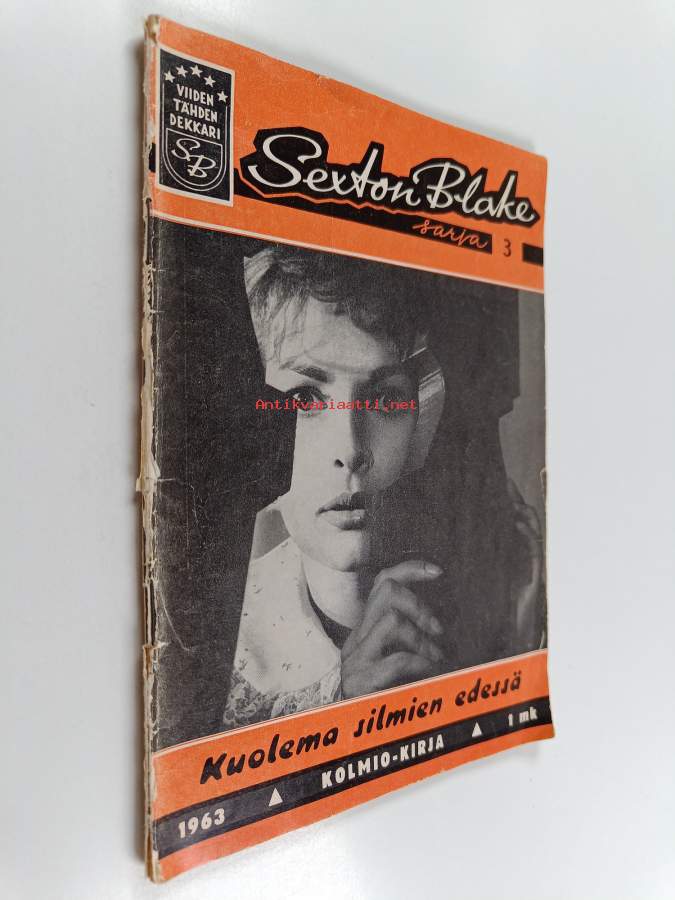 VIIDEN
TÄHDEN
DEKKARI
SB
Sexton Blake
sarja 3
Antikvariaatti.net
Kuolema silmien edessä
1963 KOLMIO-KIRJA 1 mk